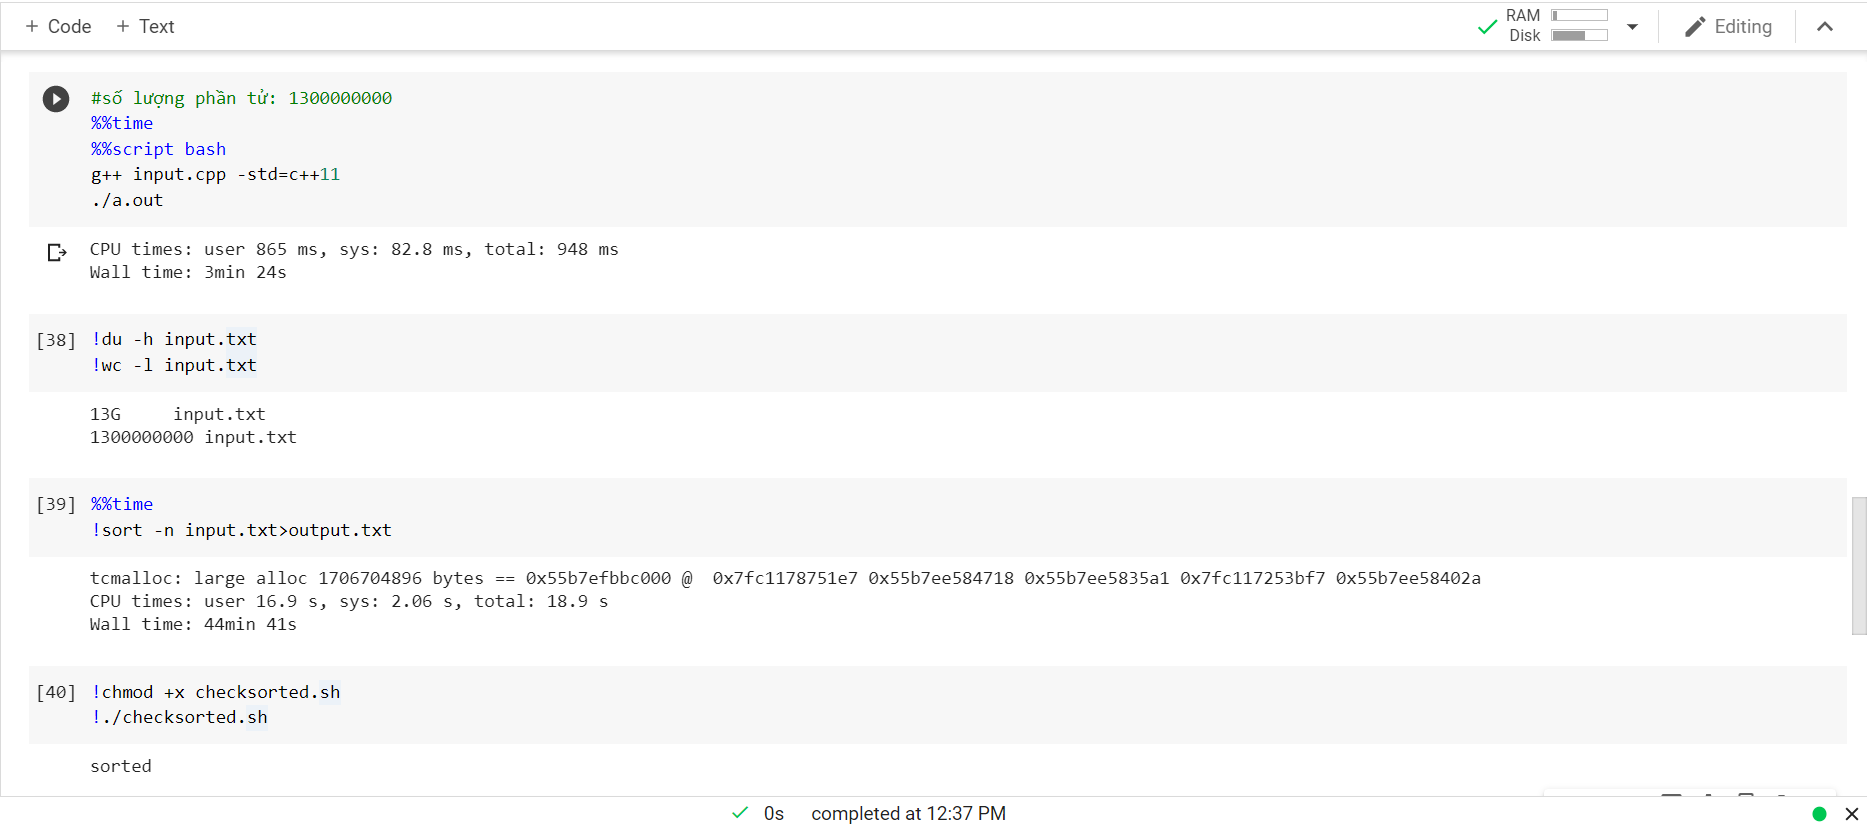 + Code + Text
RAM
Disk
Editing
#số lượng phần tử: 1300000000
%%time
%%script bash
g++ input.cpp -std=c++11
./a.out
CPU times: user 865 ms, sys: 82.8 ms, total: 948 ms
Wall time: 3min 24s
[38] !du -h input.txt
!wc -l input.txt
13G input.txt
1300000000 input.txt
[39] %%time
!sort -n input.txt>output.txt
tcmalloc: large alloc 1706704896 bytes == 0x55b7efbbc000 @ 0x7fc1178751e7 0x55b7ee584718 0x55b7ee5835a1 0x7fc117253bf7 0x55b7ee58402a
CPU times: user 16.9 s, sys: 2.06 s, total: 18.9 s
Wall time: 44min 41s
[40] !chmod +x checksorted.sh
!./checksorted.sh
sorted
0s completed at 12:37 PM